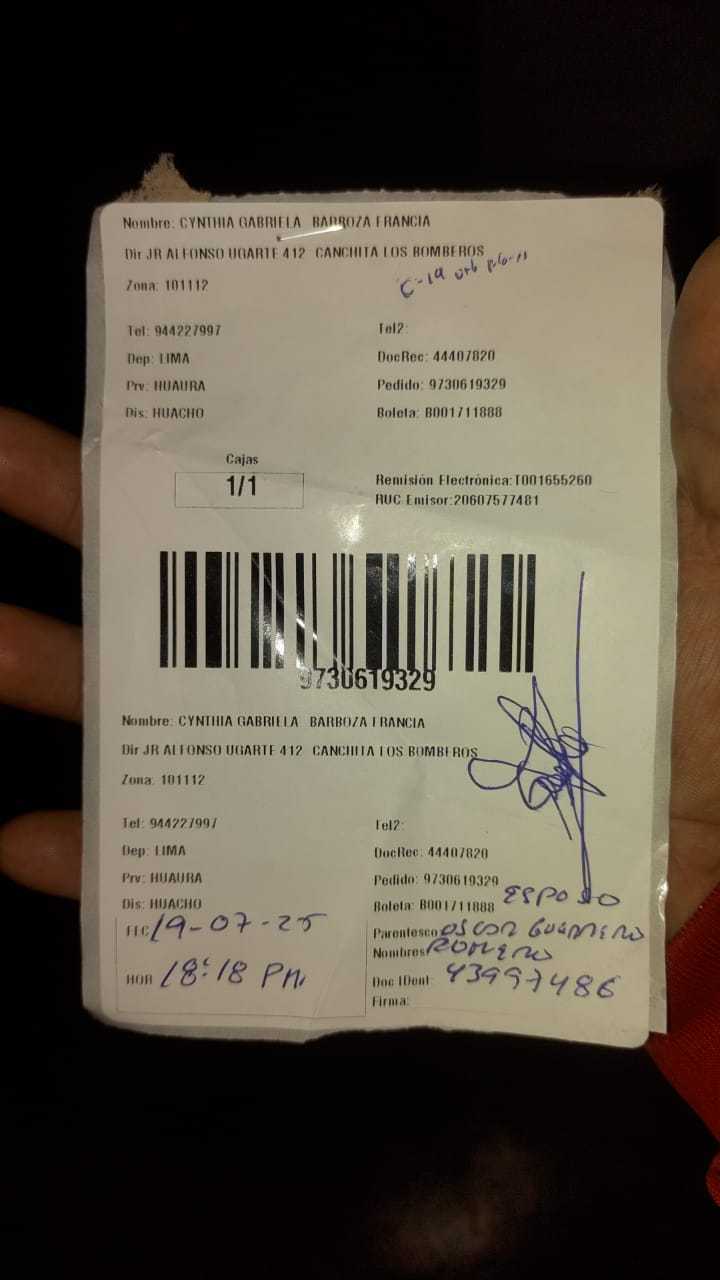 Nombre: CYNTHIA GABRIELA BARBOZA FRANCIA
Dir JR ALFONSO UGARTE 412 CANCHITA LOS BOMBEROS
C-19 urb
Zona: 101112
Tel: 944227997 Tel2:
Dep: LIMA DocRec: 44407820
Prv: HUAURA Pedido: 9730619329
Dis: HUACHO Boleta: B001711888
Cajas
1/1
Remisión Electrónica:T001655260
RUC Emisor:20607577481
9730619329
Nombre: CYNTHIA GABRIELA BARBOZA FRANCIA
Dir JR ALFONSO UGARTE 412 CANCHITA LOS BOMBEROS
Zona: 101112
Tel: 944227997 Tel2:
Dep: LIMA DocRec: 44407820
Prv: HUAURA Pedido: 9730619329
Dis: HUACHO Boleta: B001711888 ESPOSO
FEC 19-07-25 Parentesco OSCAR GUERRERO
Nombres ROMERO
HOR 18:18 PM Doc IDent: 43997486
Firma: